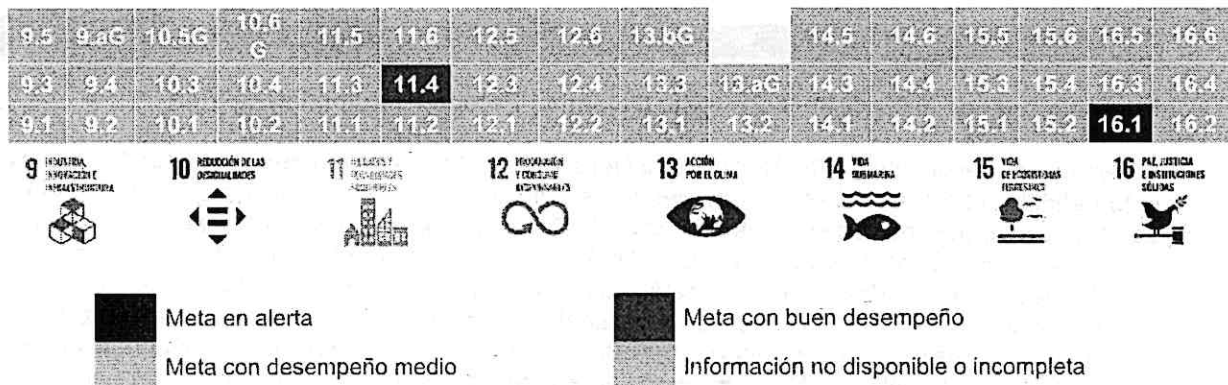 9.5 9.aG 10.5G 10.6 G 11.5 11.6 12.5 12.6 13.bG 14.5 14.6 15.5 15.6 16.5 16.6
9.3 9.4 10.3 10.4 11.3 11.4 12.3 12.4 13.3 13.aG 14.3 14.4 15.3 15.4 16.3 16.4
9.1 9.2 10.1 10.2 11.1 11.2 12.1 12.2 13.1 13.2 14.1 14.2 15.1 15.2 16.1 16.2
9 INDUSTRIA, INNOVACIÓN E INFRAESTRUCTURA
10 REDUCCIÓN DE LAS DESIGUALDADES
11
12 PRODUCCIÓN Y CONSUMO RESPONSABLES
13 ACCIÓN POR EL CLIMA
14 VIDA SUBMARINA
15 VIDA DE ECOSISTEMAS TERRESTRES
16 PAZ, JUSTICIA E INSTITUCIONES SÓLIDAS
Meta en alerta
Meta con buen desempeño
Meta con desempeño medio
Información no disponible o incompleta